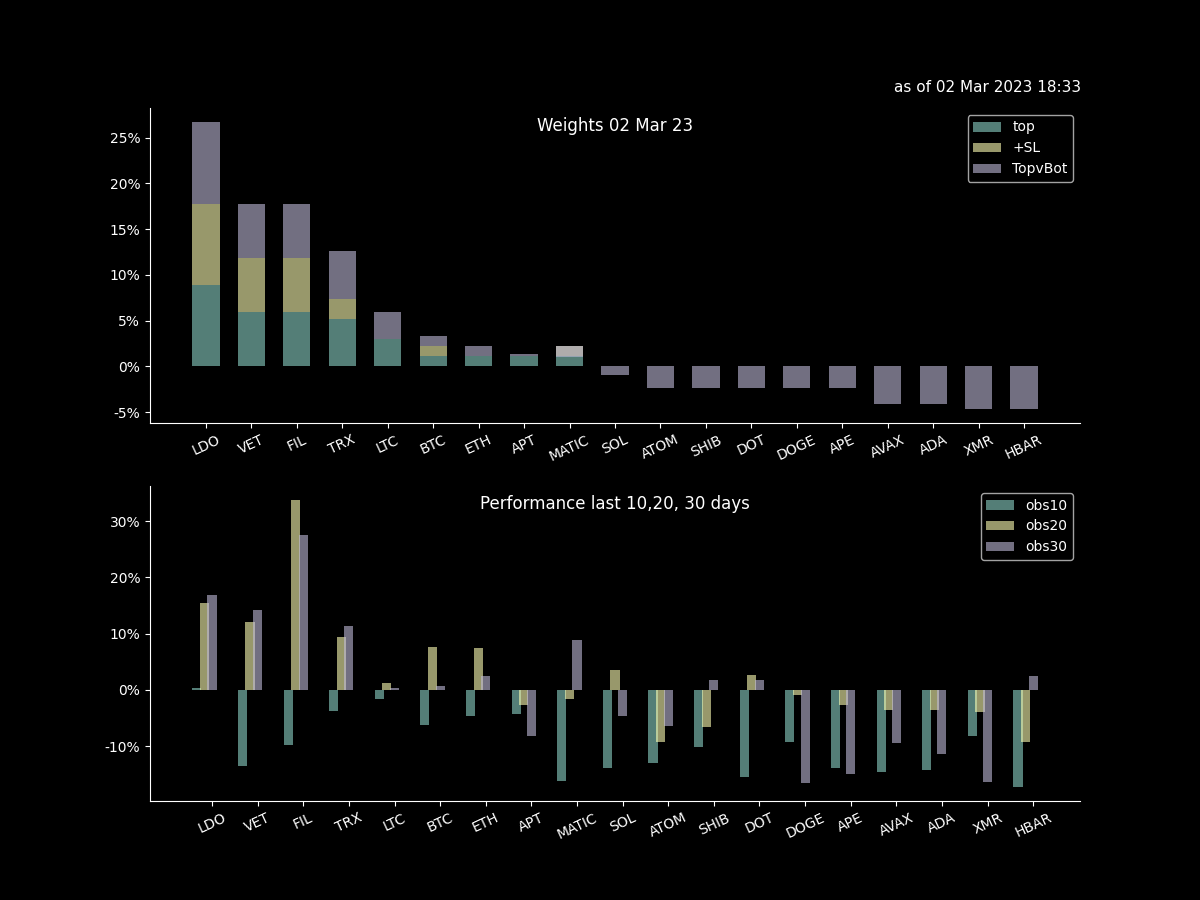 as of 02 Mar 2023 18:33
Weights 02 Mar 23
top
+SL
TopvBot
25%
20%
15%
10%
5%
0%
-5%
LDO VET FIL TRX LTC BTC ETH APT MATIC SOL ATOM SHIB DOT DOGE APE AVAX ADA XMR HBAR
Performance last 10,20, 30 days
obs10
obs20
obs30
30%
20%
10%
0%
-10%
LDO VET FIL TRX LTC BTC ETH APT MATIC SOL ATOM SHIB DOT DOGE APE AVAX ADA XMR HBAR